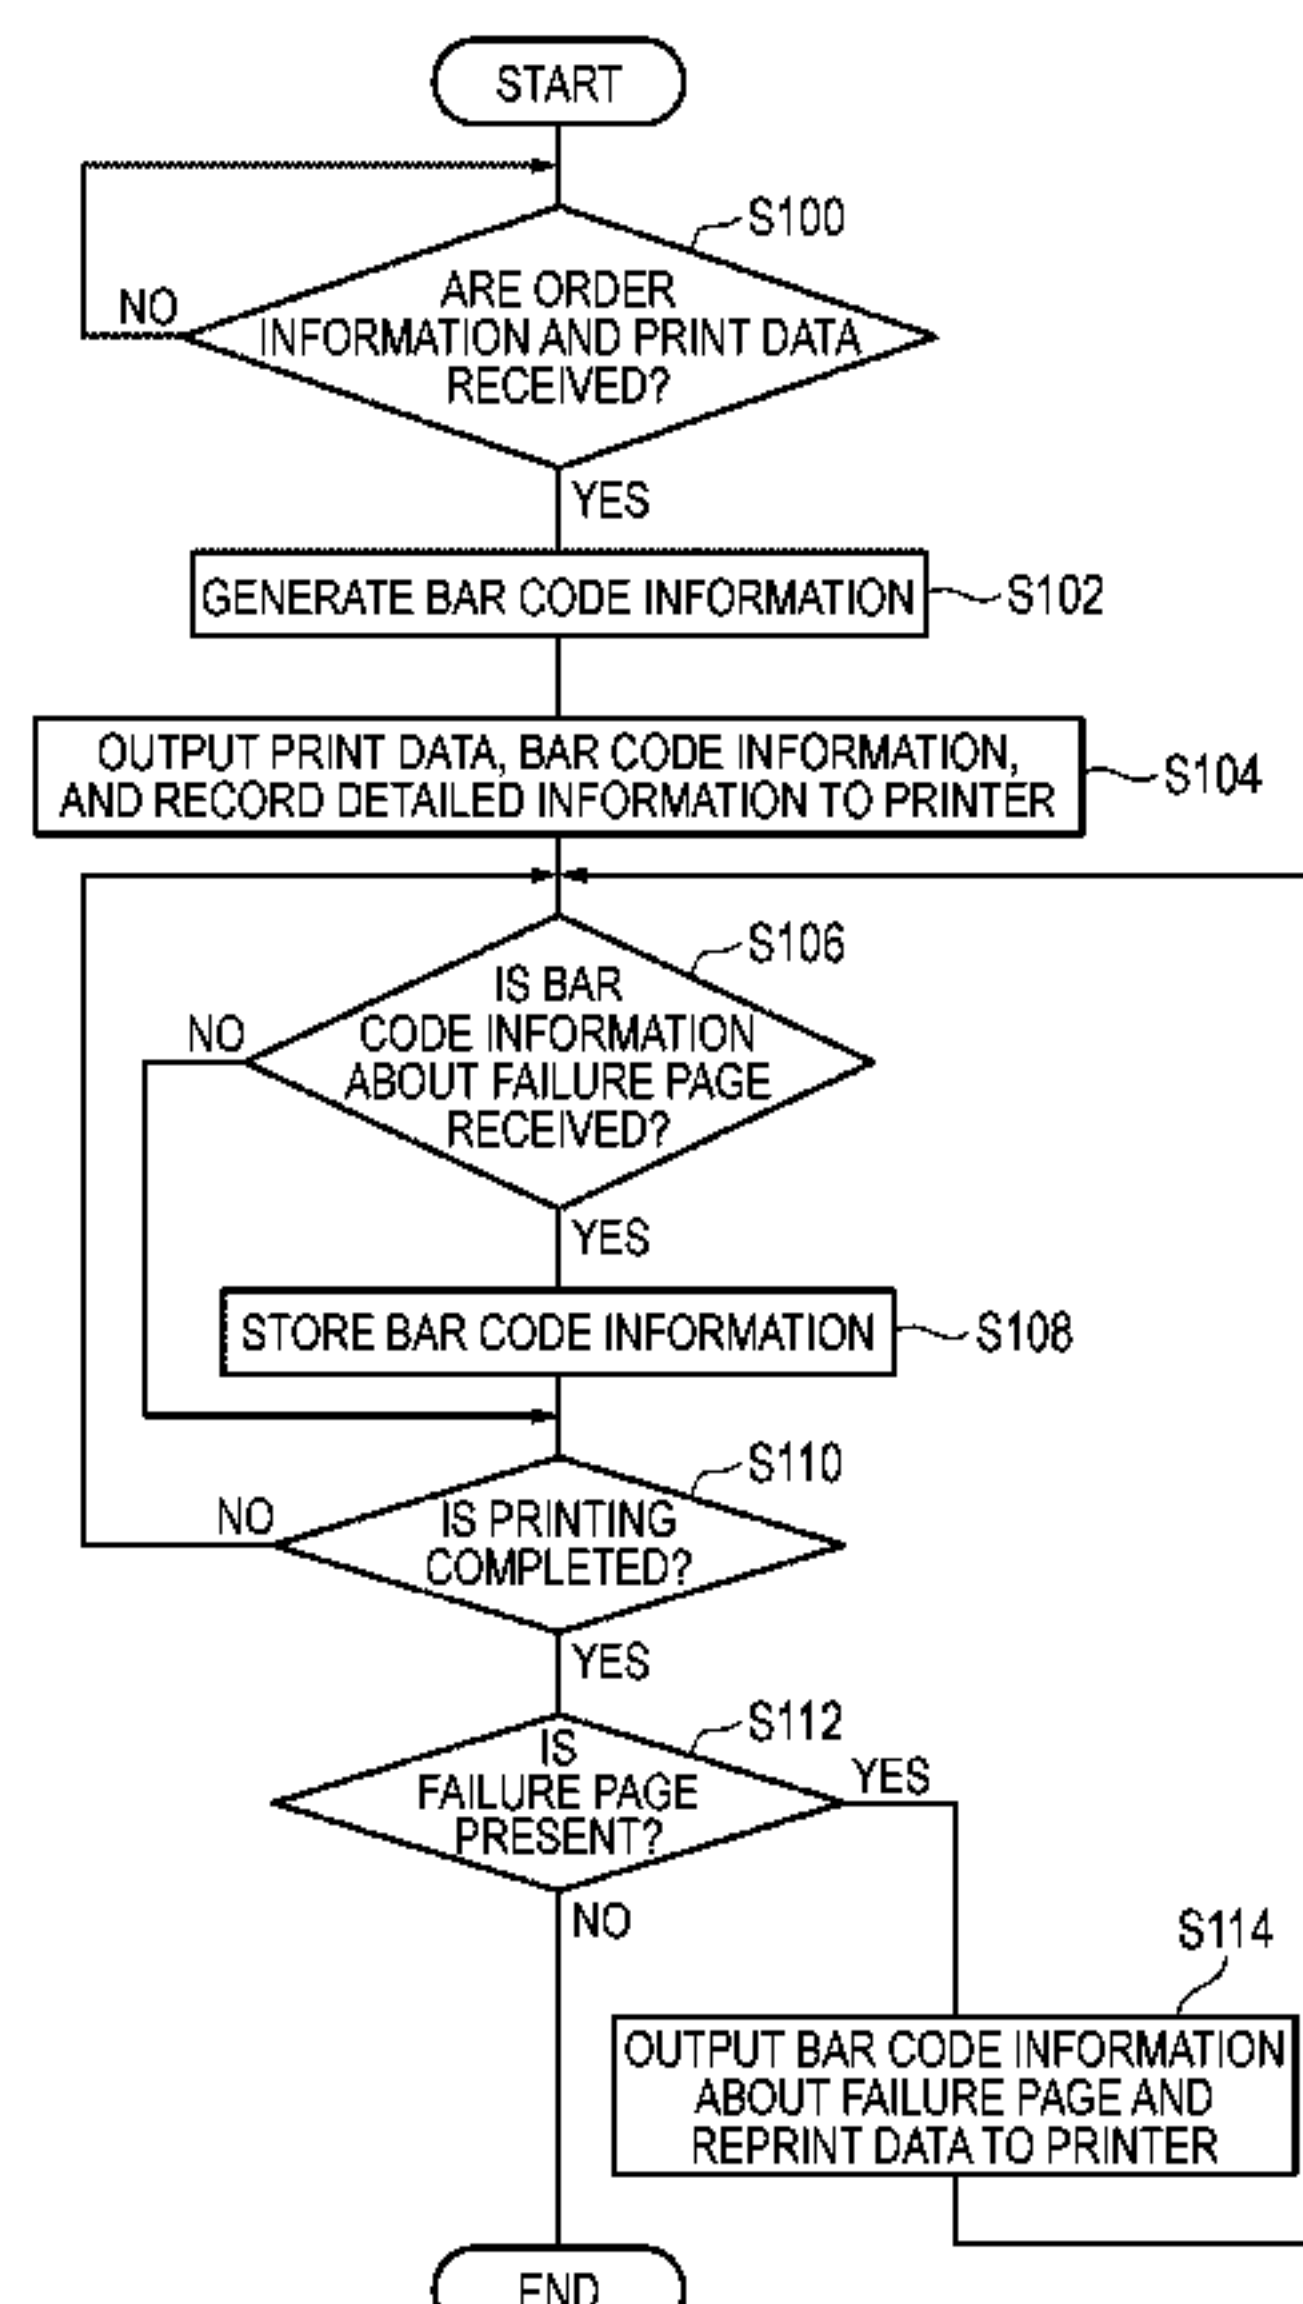 START
S100
ARE ORDER
NO
INFORMATION AND PRINT DATA
RECEIVED?
YES
GENERATE BAR CODE INFORMATION
S102
OUTPUT PRINT DATA, BAR CODE INFORMATION,
AND RECORD DETAILED INFORMATION TO PRINTER
S104
S106
IS BAR
NO
CODE INFORMATION
ABOUT FAILURE PAGE
RECEIVED?
YES
STORE BAR CODE INFORMATION
S108
S110
NO
IS PRINTING
COMPLETED?
YES
S112
IS
FAILURE PAGE
PRESENT?
YES
NO
S114
OUTPUT BAR CODE INFORMATION
ABOUT FAILURE PAGE AND
REPRINT DATA TO PRINTER
END